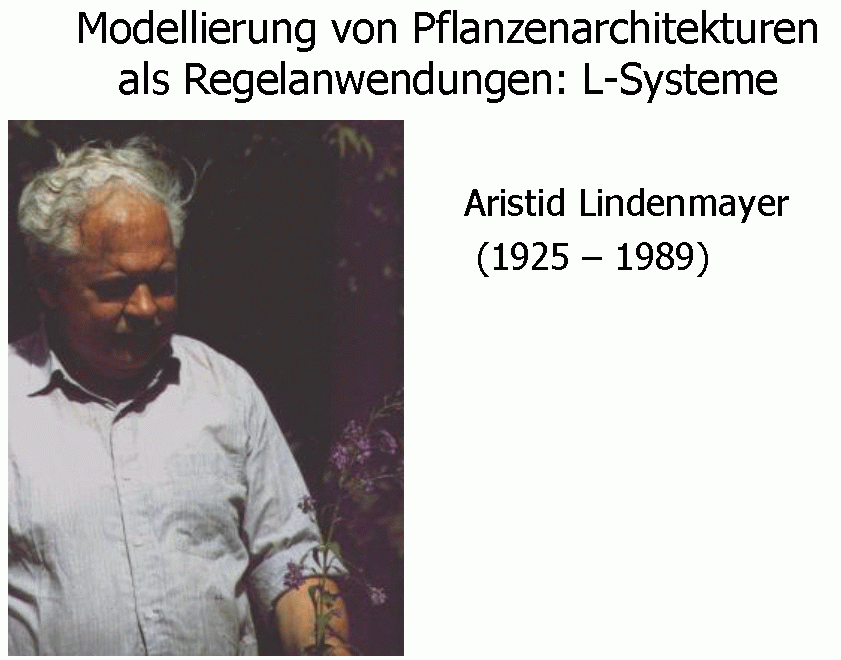 Modellierung von Pflanzenarchitekturen
als Regelanwendungen: L-Systeme
Aristid Lindenmayer
(1925 – 1989)